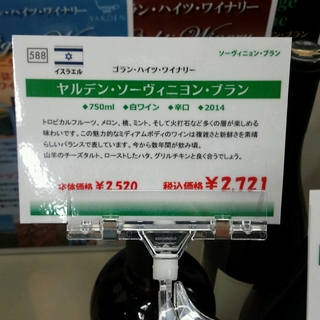 ゴラン・ハイツ・ワイナリー
588
ソーヴィニョン・ブラン
イスラエル
ゴラン・ハイツ・ワイナリー
ヤルデン・ソーヴィニヨン・ブラン
◆750ml ◆白ワイン ◆辛口 ◆2014
トロピカルフルーツ、メロン、桃、ミント、そして火打石など多くの層が楽しめる
味わいです。この魅力的なミディアムボディのワインは複雑さと新鮮さを素晴
らしいバランスで表しています。今から数年間が飲み頃。
山羊のチーズタルト、ローストしたハタ、グリルチキンと良く合うでしょう。
本体価格 ¥2,520 税込価格 ¥2,721